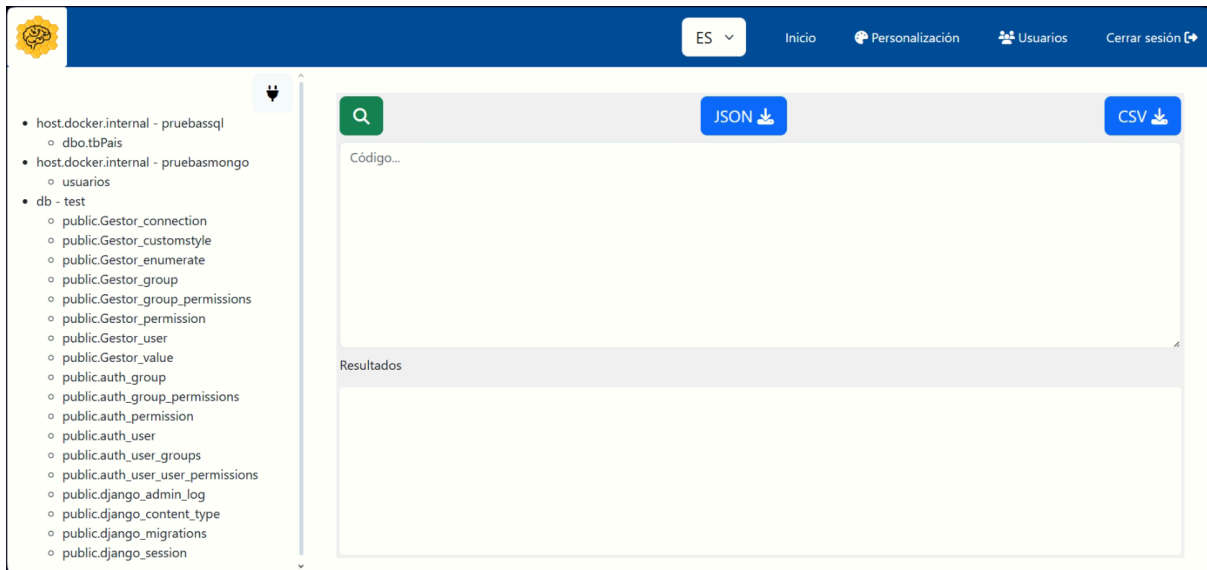 ES Inicio Personalización Usuarios Cerrar sesión
host.docker.internal - pruebassql
dbo.tbPais
host.docker.internal - pruebasmongo
usuarios
db - test
public.Gestor_connection
public.Gestor_customstyle
public.Gestor_enumerate
public.Gestor_group
public.Gestor_group_permissions
public.Gestor_permission
public.Gestor_user
public.Gestor_value
public.auth_group
public.auth_group_permissions
public.auth_permission
public.auth_user
public.auth_user_groups
public.auth_user_user_permissions
public.django_admin_log
public.django_content_type
public.django_migrations
public.django_session
JSON CSV
Código...
Resultados